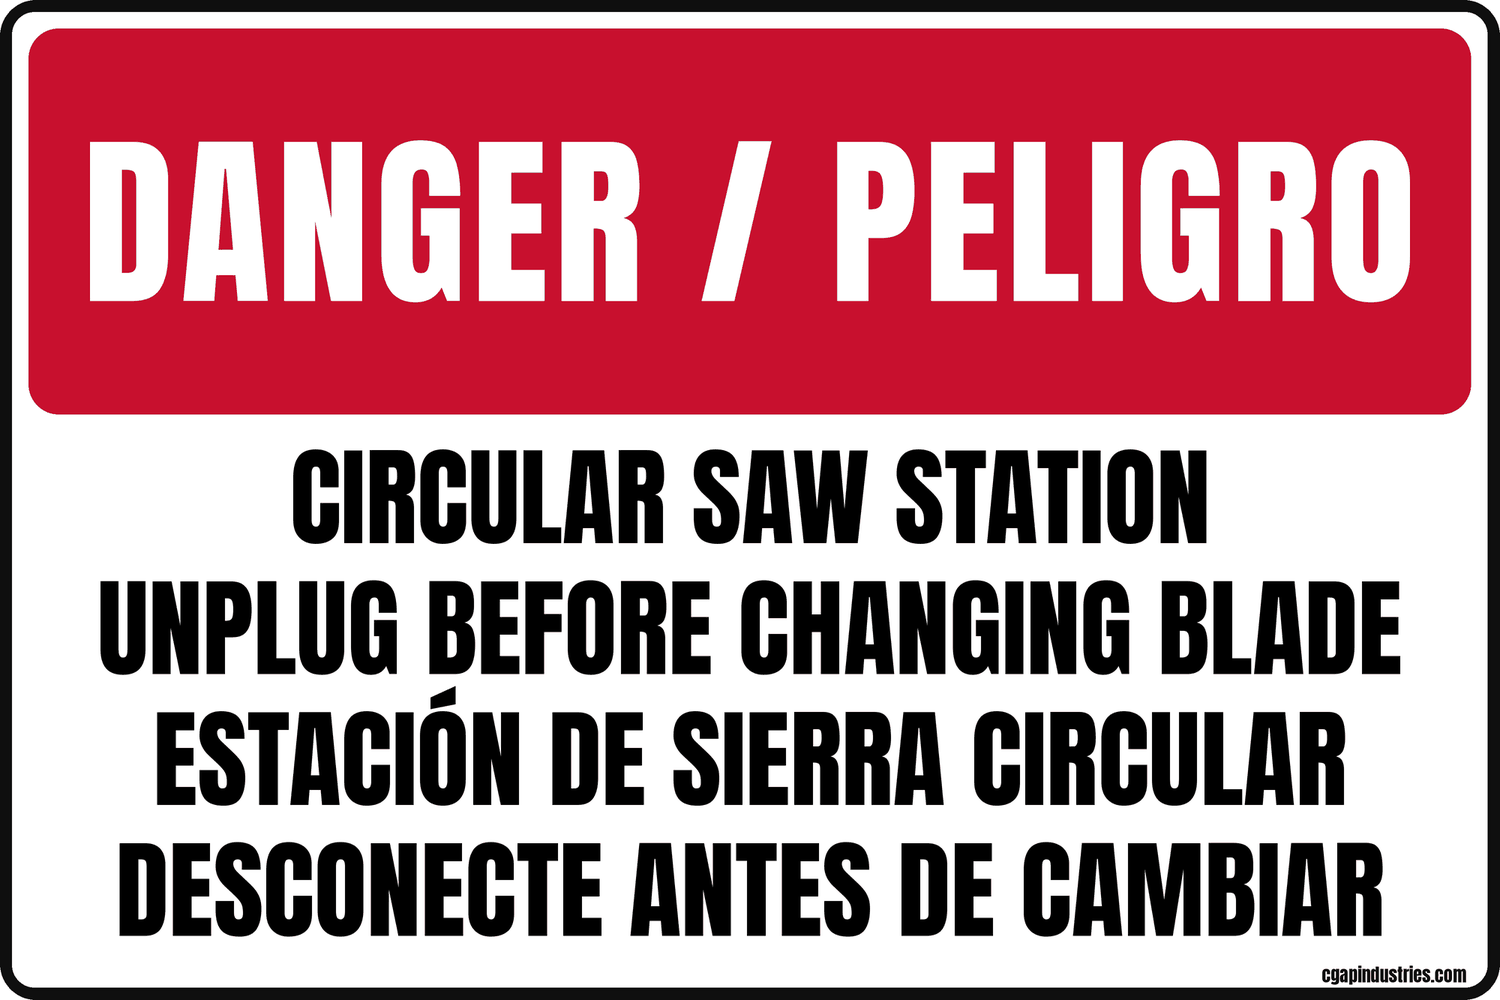 DANGER / PELIGRO
CIRCULAR SAW STATION
UNPLUG BEFORE CHANGING BLADE
ESTACIÓN DE SIERRA CIRCULAR
DESCONECTE ANTES DE CAMBIAR
cgapindustries.com